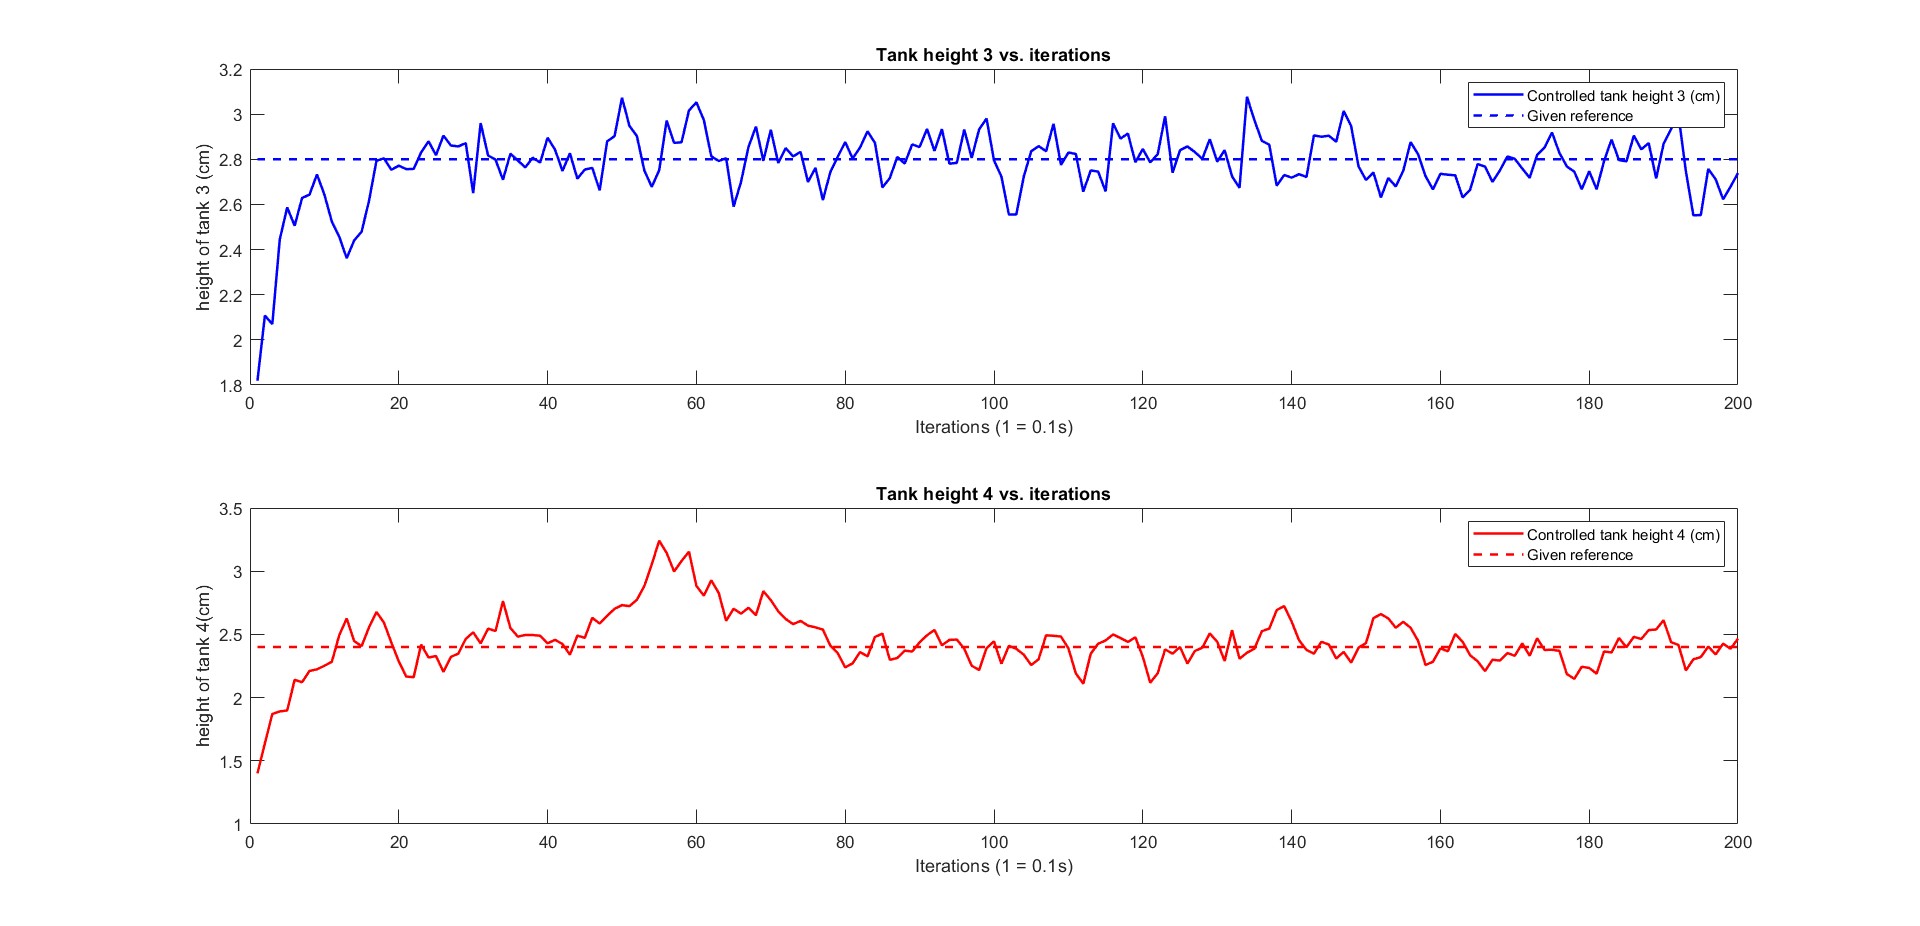 Tank height 3 vs. iterations
height of tank 3 (cm)
3.2
3
2.8
2.6
2.4
2.2
2
1.8
Controlled tank height 3 (cm)
Given reference
0 20 40 60 80 100 120 140 160 180 200
Iterations (1 = 0.1s)
Tank height 4 vs. iterations
height of tank 4(cm)
3.5
3
2.5
2
1.5
1
Controlled tank height 4 (cm)
Given reference
0 20 40 60 80 100 120 140 160 180 200
Iterations (1 = 0.1s)